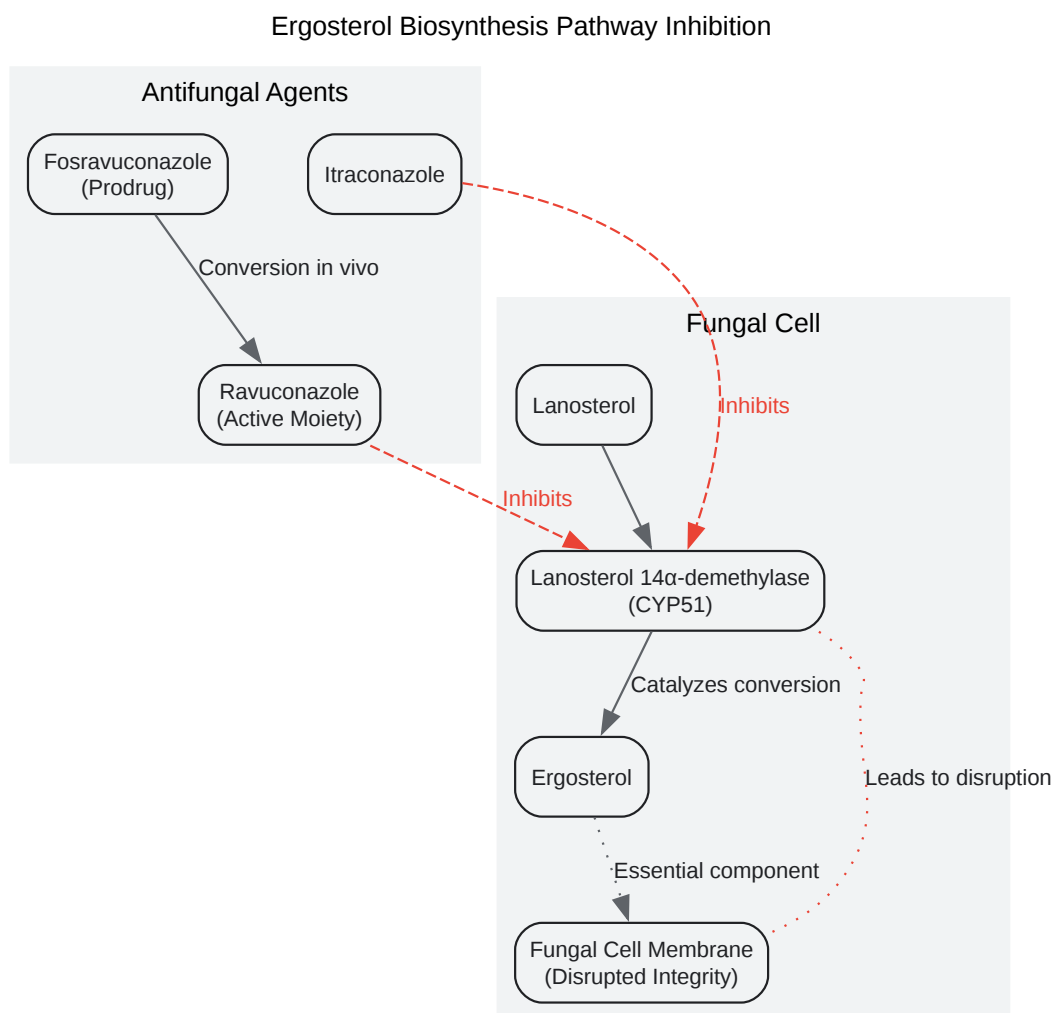 Ergosterol Biosynthesis Pathway Inhibition
Antifungal Agents
Fosravuconazole
(Prodrug)
Itraconazole
Conversion in vivo
Ravuconazole
(Active Moiety)
Inhibits
Fungal Cell
Lanosterol
Inhibits
Lanosterol 14α-demethylase
(CYP51)
Catalyzes conversion
Ergosterol
Leads to disruption
Essential component
Fungal Cell Membrane
(Disrupted Integrity)